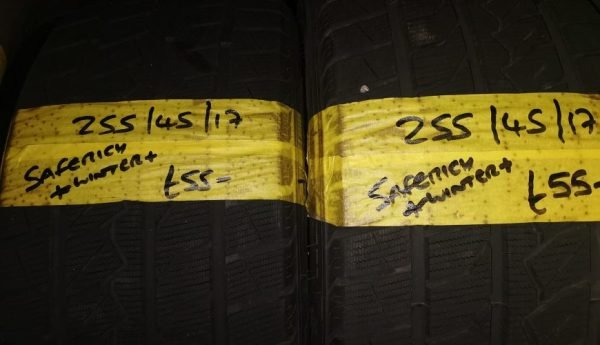 255/45/17
SAFERICH
+WINTER+
£55-
255/45/17
SAFERICH
+WINTER+
£55-